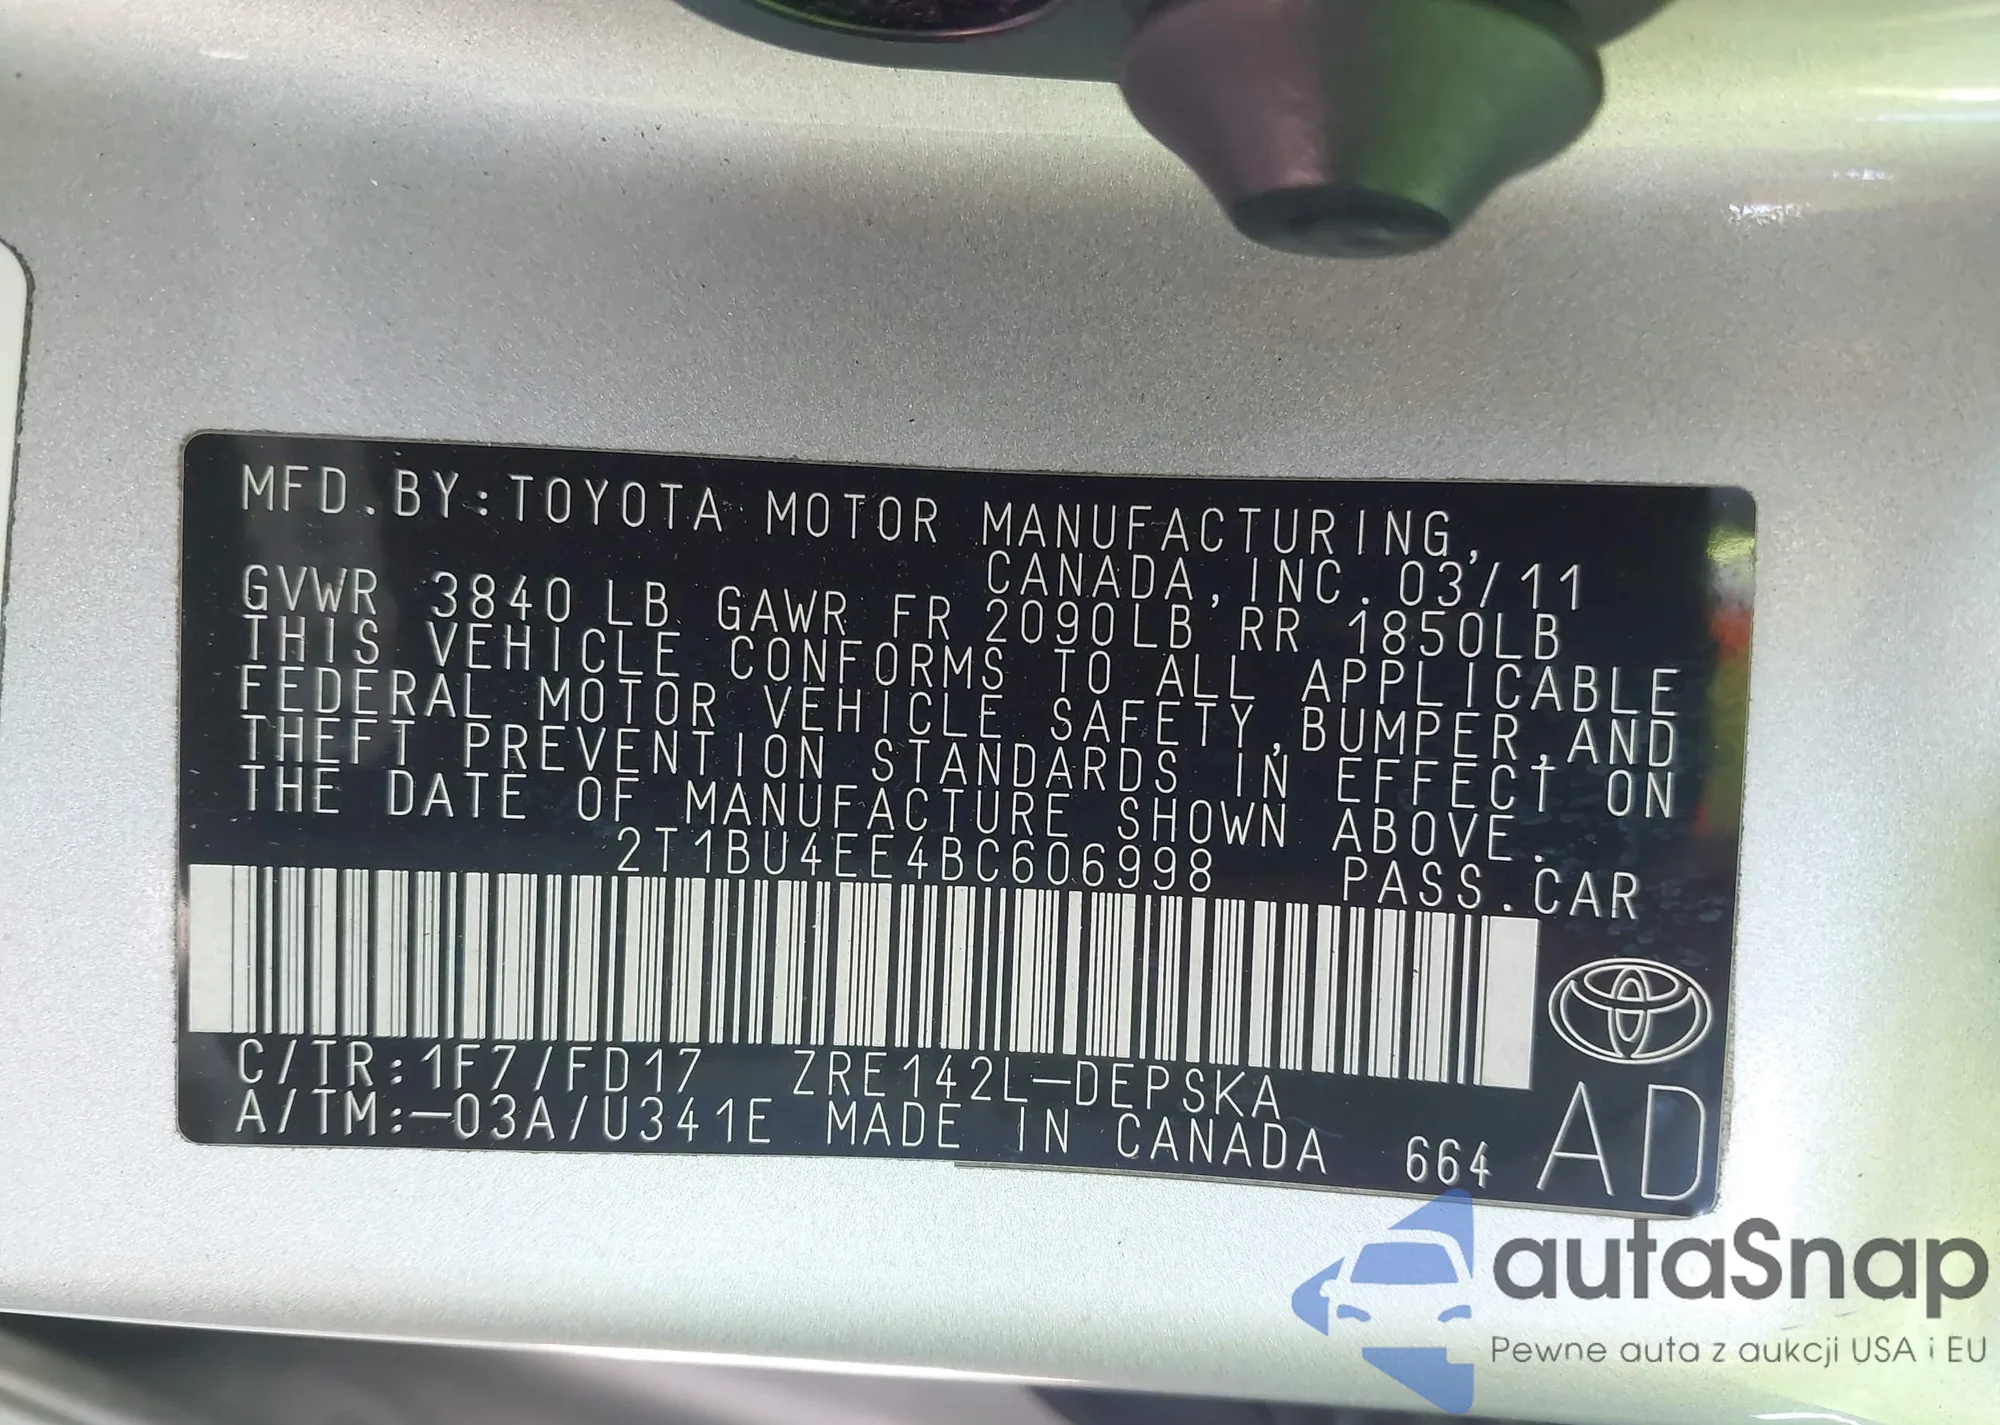 MFD.BY:TOYOTA MOTOR MANUFACTURING,
CANADA,INC. 03/11
GVWR 3840 LB GAWR FR 2090LB RR 1850LB
THIS VEHICLE CONFORMS TO ALL APPLICABLE
FEDERAL MOTOR VEHICLE SAFETY,BUMPER,AND
THEFT PREVENTION STANDARDS IN EFFECT ON
THE DATE OF MANUFACTURE SHOWN ABOVE.
2T1BU4EE4BC606998 PASS.CAR
C/TR:1F7/FD17 ZRE142L-DEPSKA
A/TM:-03A/U341E MADE IN CANADA 664 AD
autaSnap
Pewne auta z aukcji USA i EU